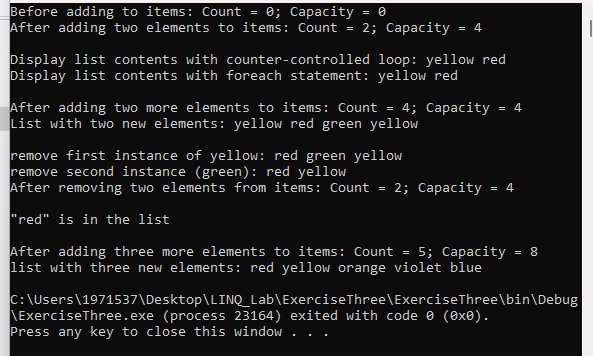 Before adding to items: Count = 0; Capacity = 0
After adding two elements to items: Count = 2; Capacity = 4
Display list contents with counter-controlled loop: yellow red
Display list contents with foreach statement: yellow red
After adding two more elements to items: Count = 4; Capacity = 4
List with two new elements: yellow red green yellow
remove first instance of yellow: red green yellow
remove second instance (green): red yellow
After removing two elements from items: Count = 2; Capacity = 4
"red" is in the list
After adding three more elements to items: Count = 5; Capacity = 8
list with three new elements: red yellow orange violet blue
C:\Users\1971537\Desktop\LINQ_Lab\ExerciseThree\ExerciseThree\bin\Debug
\ExerciseThree.exe (process 23164) exited with code 0 (0x0).
Press any key to close this window . . .